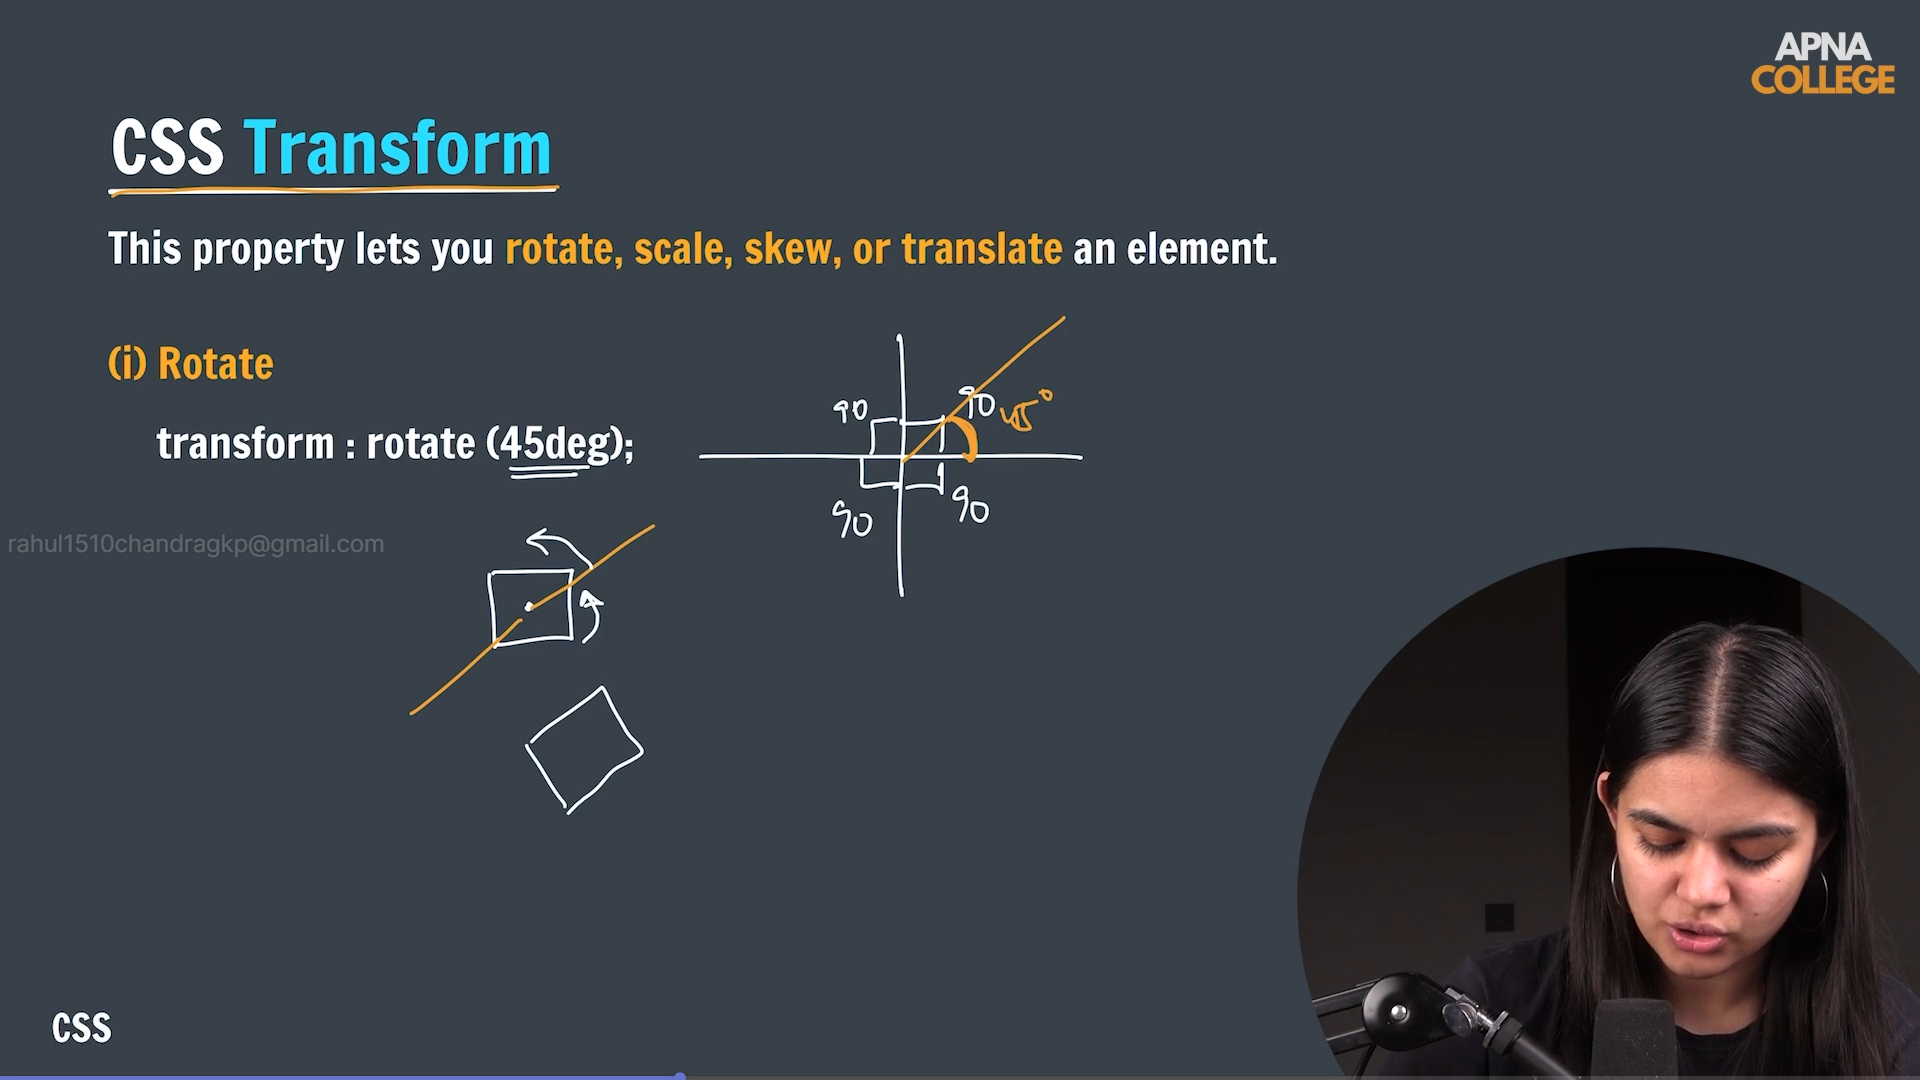 APNA
COLLEGE
CSS Transform
This property lets you rotate, scale, skew, or translate an element.
(i) Rotate
transform : rotate (45deg);
90
90
45°
90
90
rahul1510chandragkp@gmail.com
CSS